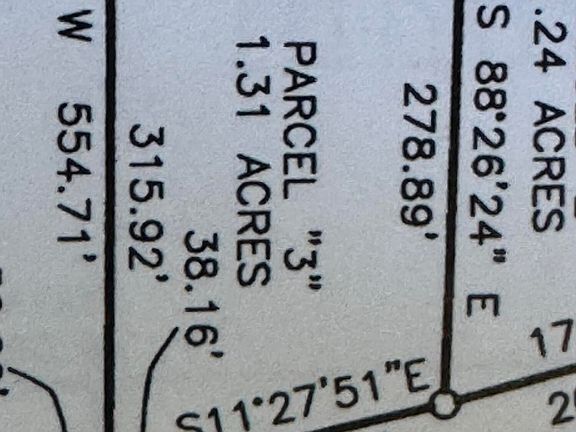 .24 ACRES
S 88°26'24" E
278.89'
PARCEL "3"
1.31 ACRES
38.16'
315.92'
W 554.71'
S11°27'51"E
17